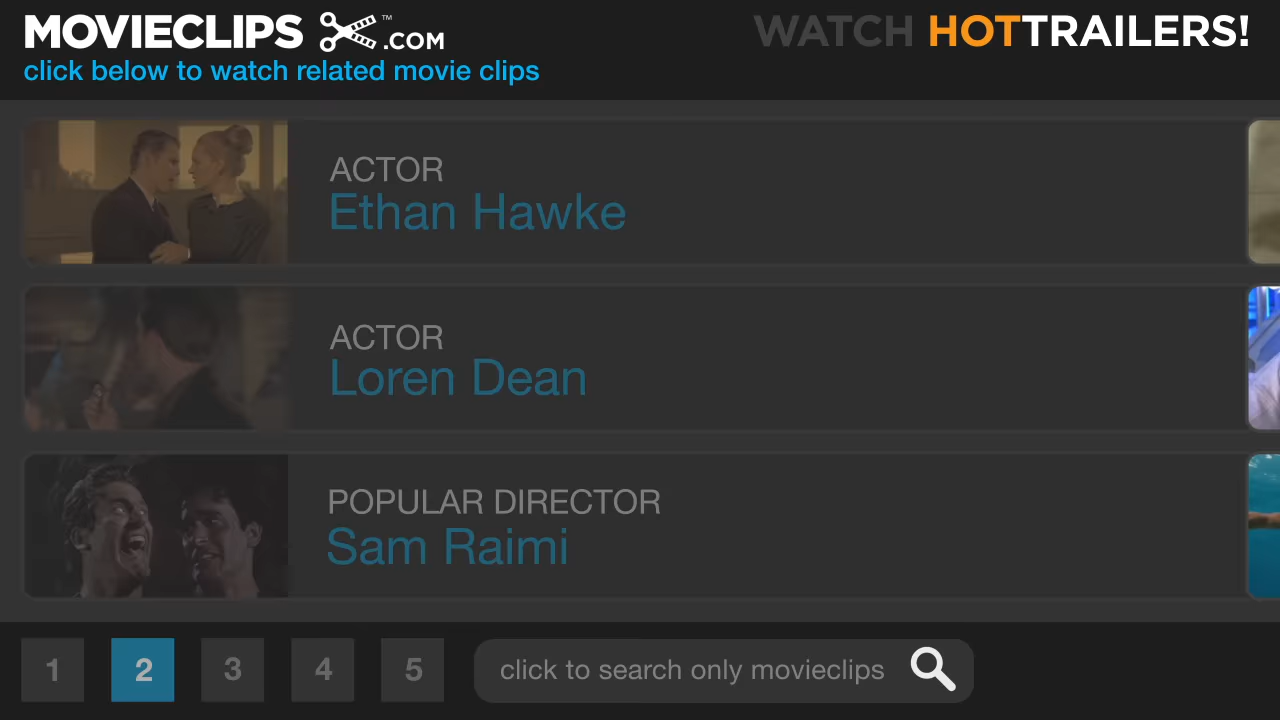 MOVIECLIPS ™ .COM
WATCH HOTTRAILERS!
click below to watch related movie clips
ACTOR
Ethan Hawke
ACTOR
Loren Dean
POPULAR DIRECTOR
Sam Raimi
1 2 3 4 5
click to search only movieclips